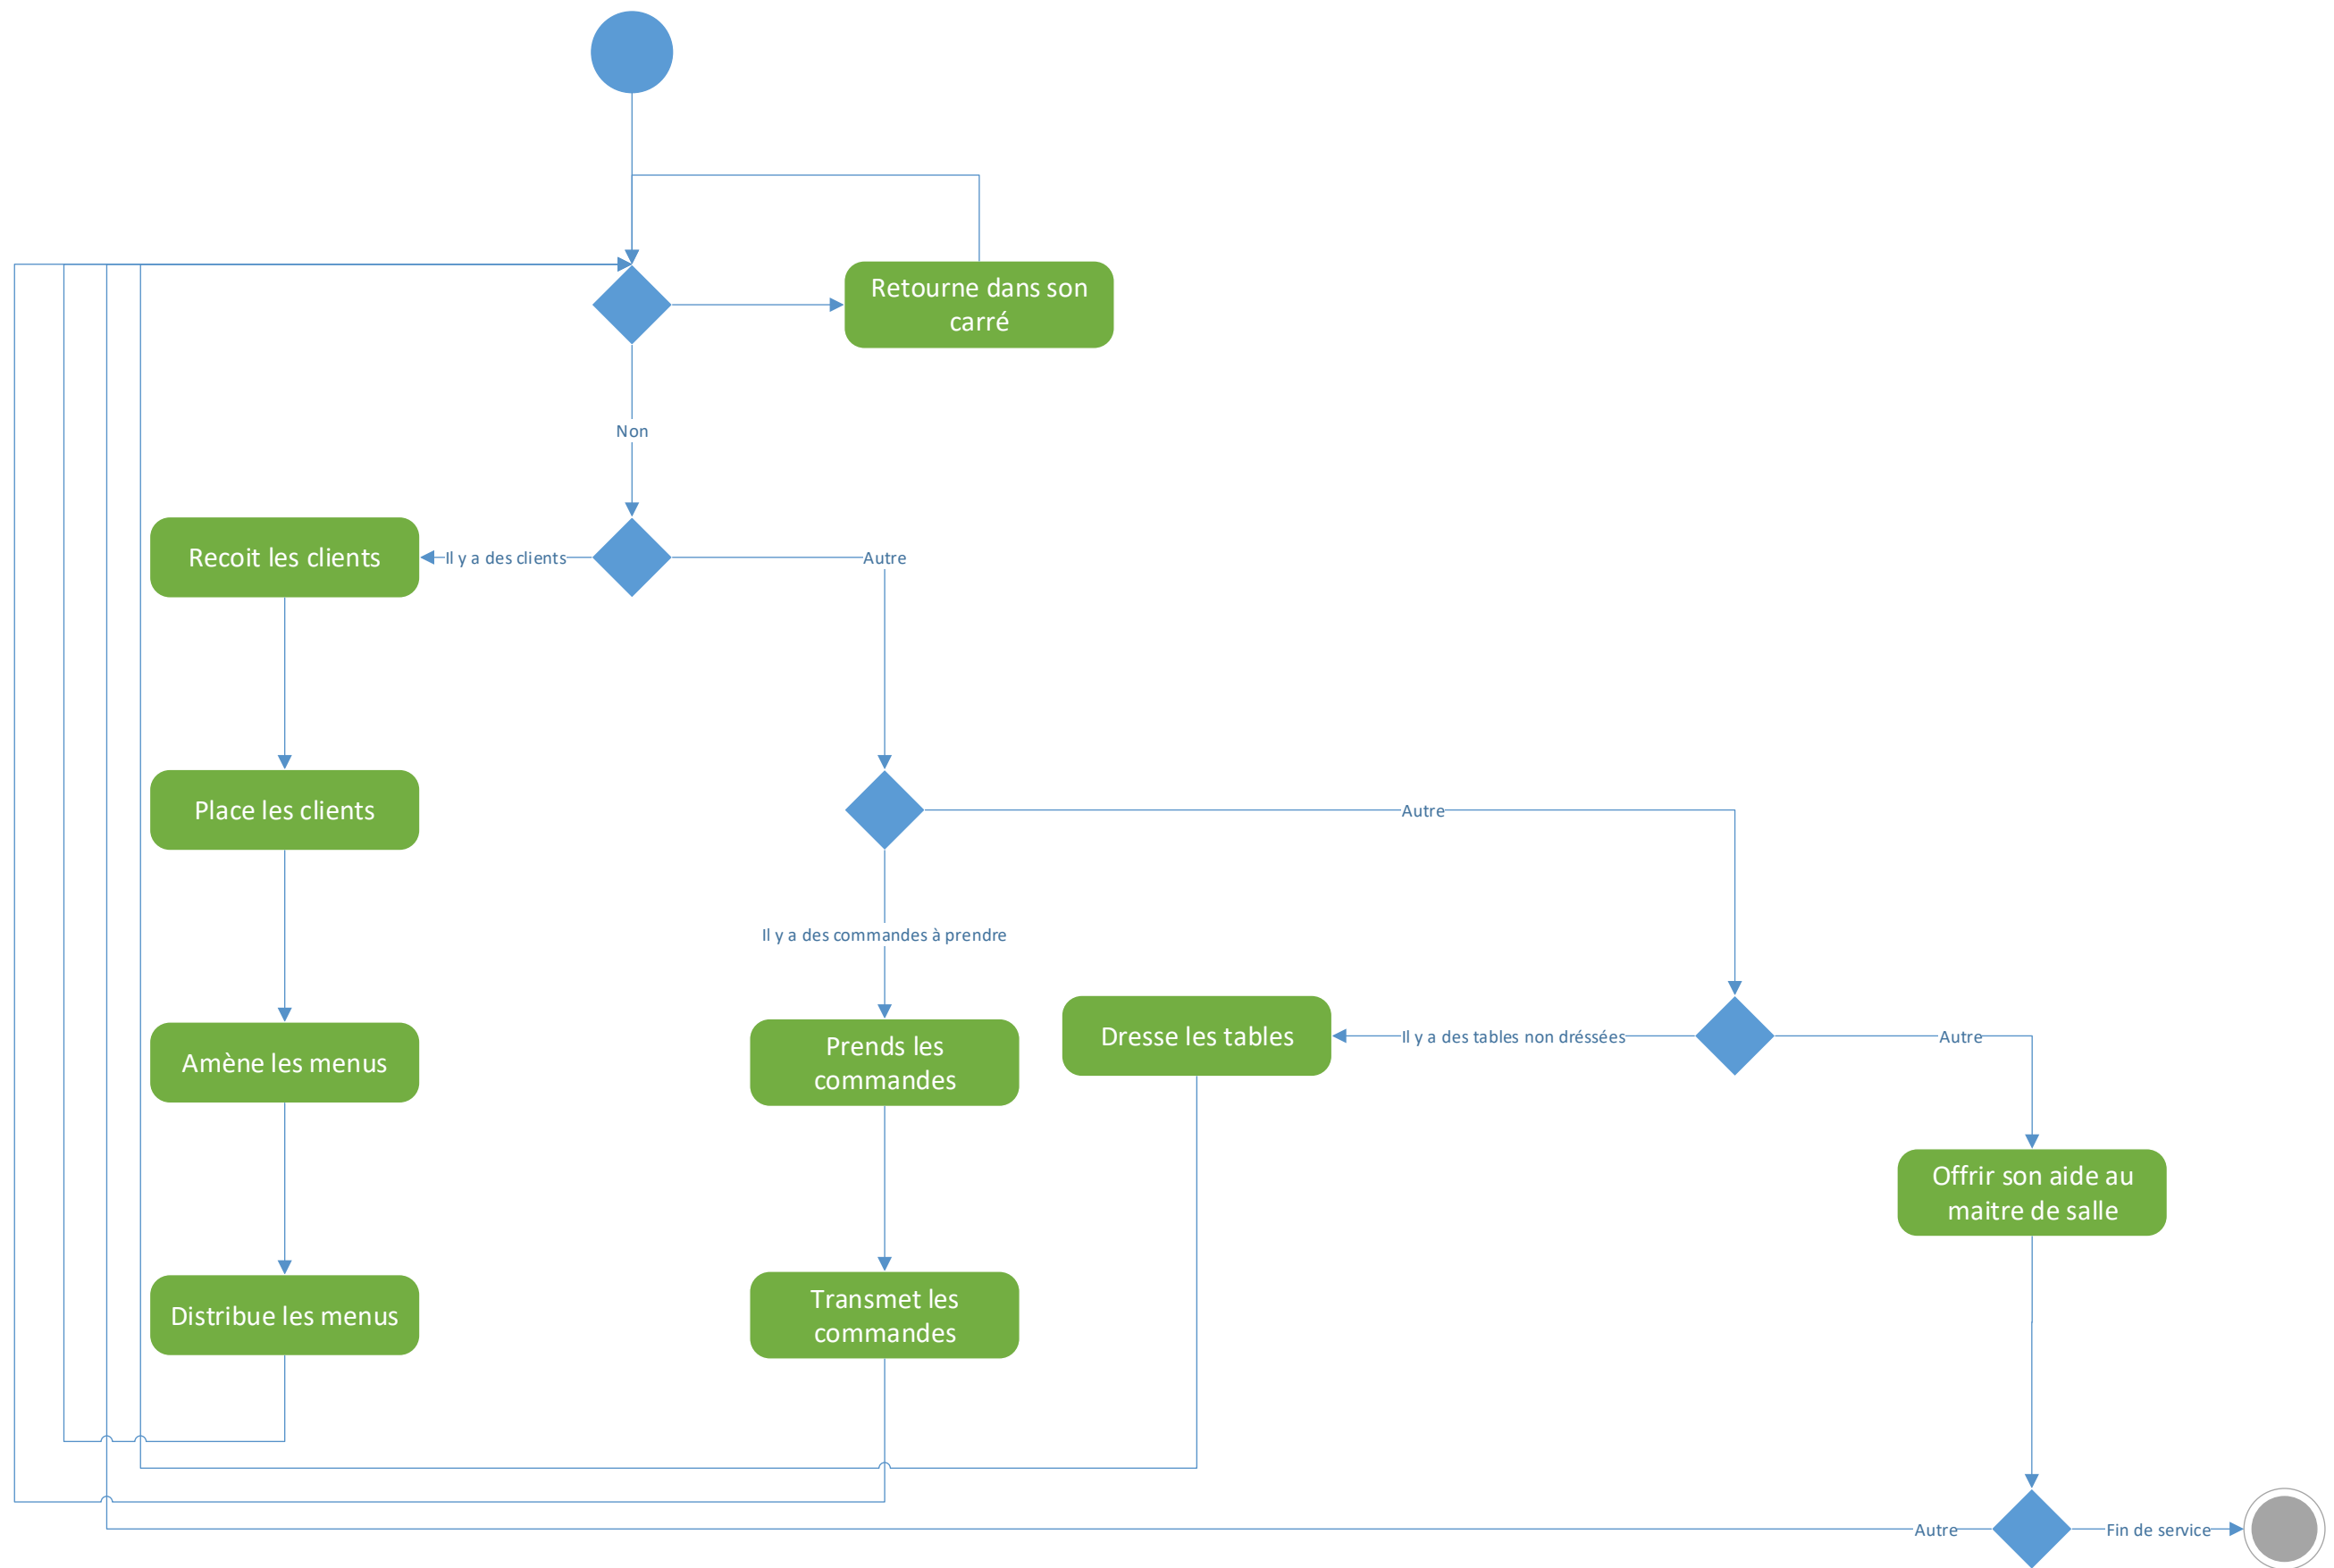 Retourne dans son
carré
Non
Recoit les clients
Il y a des clients
Autre
Place les clients
Autre
Il y a des commandes à prendre
Amène les menus
Prends les
commandes
Dresse les tables
Il y a des tables non dréssées
Autre
Offrir son aide au
maitre de salle
Distribue les menus
Transmet les
commandes
Autre
Fin de service